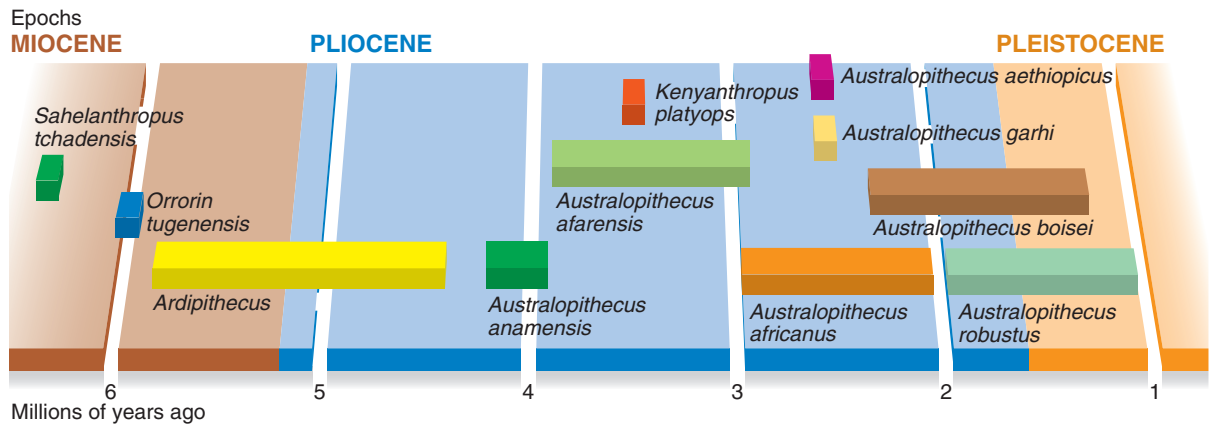 Epochs
MIOCENE
PLIOCENE
PLEISTOCENE
Sahelanthropus
tchadensis
Kenyanthropus
platyops
Australopithecus aethiopicus
Australopithecus garhi
Orrorin
tugenensis
Australopithecus
afarensis
Australopithecus boisei
Ardipithecus
Australopithecus
anamensis
Australopithecus
africanus
Australopithecus
robustus
6 5 4 3 2 1
Millions of years ago